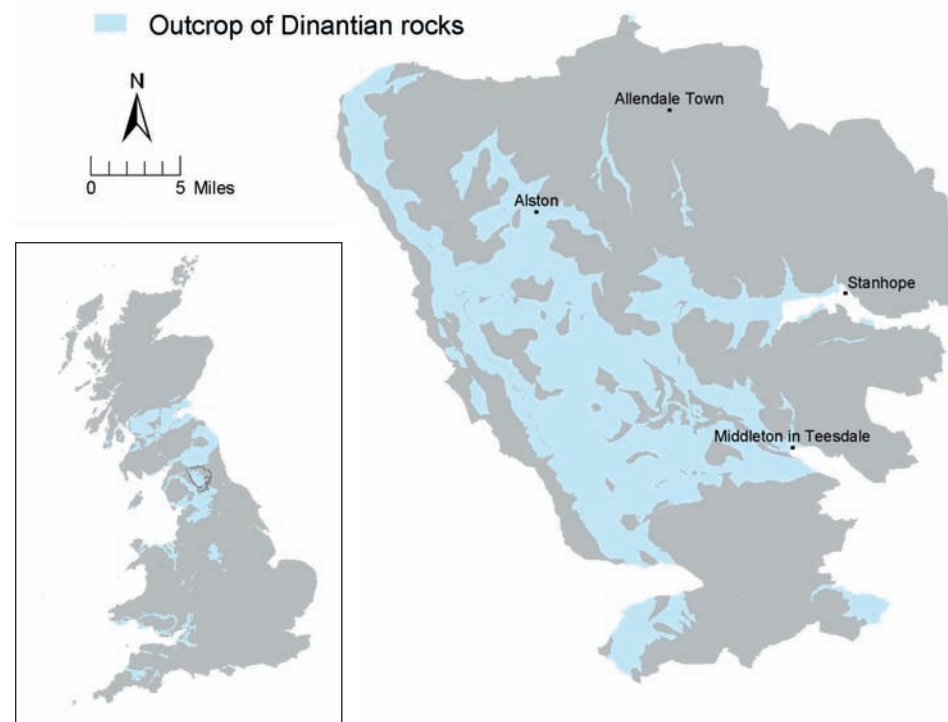 Outcrop of Dinantian rocks
N
0 5 Miles
Allendale Town
Alston
Stanhope
Middleton in Teesdale